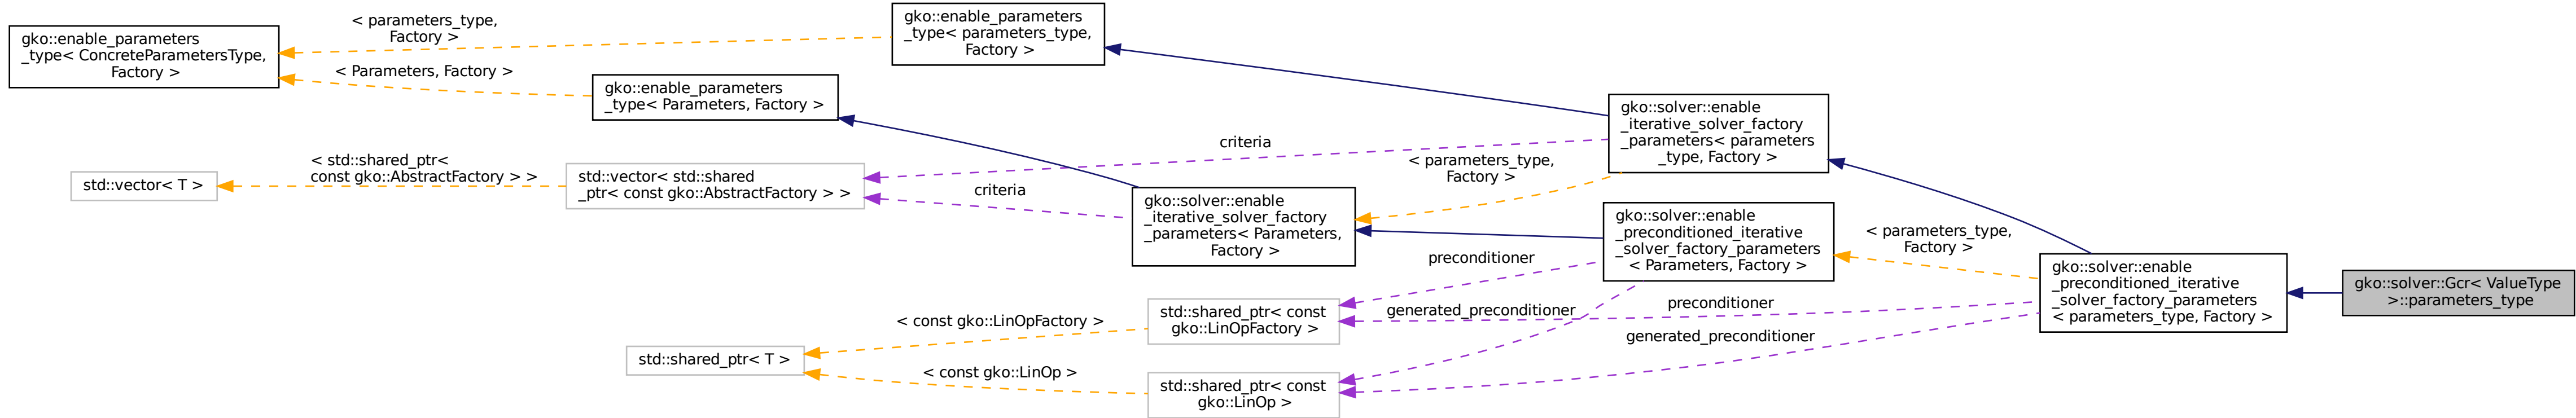 gko::enable_parameters
_type< ConcreteParametersType,
Factory >
< parameters_type,
Factory >
< Parameters, Factory >
gko::enable_parameters
_type< parameters_type,
Factory >
gko::enable_parameters
_type< Parameters, Factory >
std::vector< T >
< std::shared_ptr<
const gko::AbstractFactory > >
std::vector< std::shared
_ptr< const gko::AbstractFactory > >
criteria
criteria
gko::solver::enable
_iterative_solver_factory
_parameters< Parameters,
Factory >
< parameters_type,
Factory >
gko::solver::enable
_iterative_solver_factory
_parameters< parameters
_type, Factory >
gko::solver::enable
_preconditioned_iterative
_solver_factory_parameters
< Parameters, Factory >
< parameters_type,
Factory >
preconditioner
generated_preconditioner
preconditioner
generated_preconditioner
std::shared_ptr< T >
< const gko::LinOpFactory >
< const gko::LinOp >
std::shared_ptr< const
gko::LinOpFactory >
std::shared_ptr< const
gko::LinOp >
gko::solver::enable
_preconditioned_iterative
_solver_factory_parameters
< parameters_type, Factory >
gko::solver::Gcr< ValueType
>::parameters_type